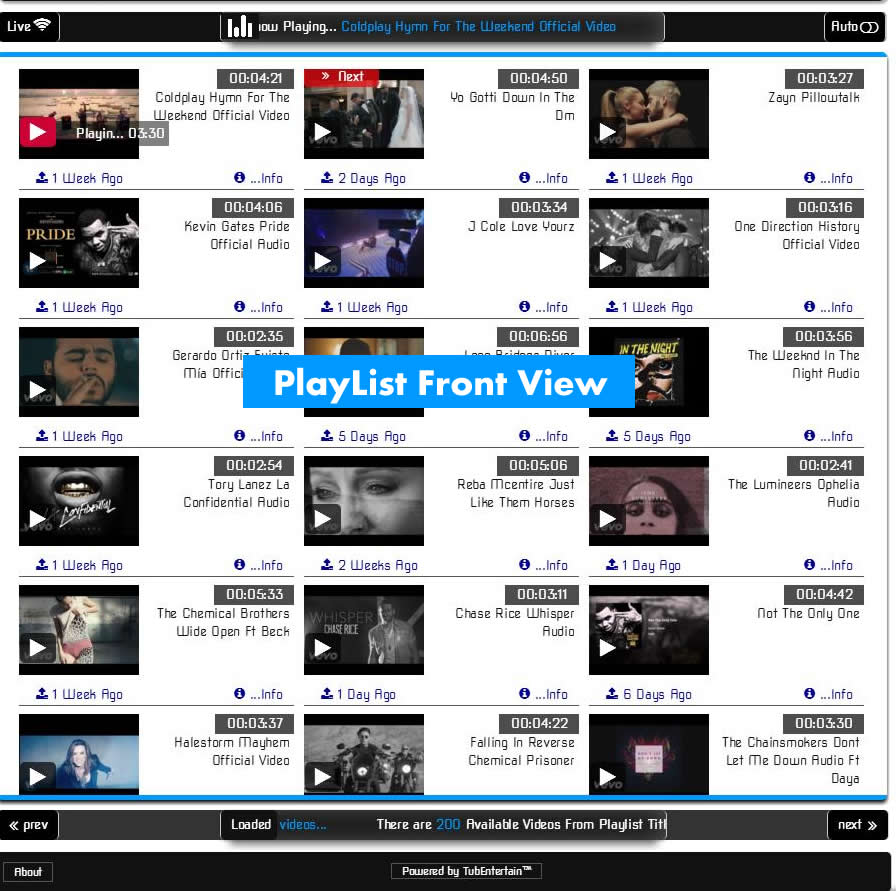 Live
ow Playing... Coldplay Hymn For The Weekend Official Video
Auto
00:04:21
Coldplay Hymn For The
Weekend Official Video
Playin... 03:30
1 Week Ago
...Info
» Next
00:04:50
Yo Gotti Down In The
Dm
vevo
2 Days Ago
...Info
00:03:27
Zayn Pillowtalk
vevo
1 Week Ago
...Info
00:04:06
Kevin Gates Pride
Official Audio
PRIDE
1 Week Ago
...Info
00:03:34
J Cole Love Yourz
vevo
1 Week Ago
...Info
00:03:16
One Direction History
Official Video
vevo
1 Week Ago
...Info
00:02:35
Gerardo Ortiz
Mía Offici
vevo
1 Week Ago
...Info
00:06:56
5 Days Ago
...Info
00:03:56
The Weeknd In The
Night Audio
IN THE NIGHT
5 Days Ago
...Info
PlayList Front View
00:02:54
Tory Lanez La
Confidential Audio
vevo
1 Week Ago
...Info
00:05:06
Reba Mcentire Just
Like Them Horses
vevo
2 Weeks Ago
...Info
00:02:41
The Lumineers Ophelia
Audio
vevo
1 Day Ago
...Info
00:05:33
The Chemical Brothers
Wide Open Ft Beck
vevo
1 Week Ago
...Info
00:03:11
Chase Rice Whisper
Audio
WHISPER
CHASE RICE
vevo
1 Day Ago
...Info
00:04:42
Not The Only One
6 Days Ago
...Info
00:03:37
Halestorm Mayhem
Official Video
00:04:22
Falling In Reverse
Chemical Prisoner
00:03:30
The Chainsmokers Dont
Let Me Down Audio Ft
Daya
vevo
« prev
Loaded videos...
There are 200 Available Videos From Playlist Titl
next »
About
Powered by TubEntertain™